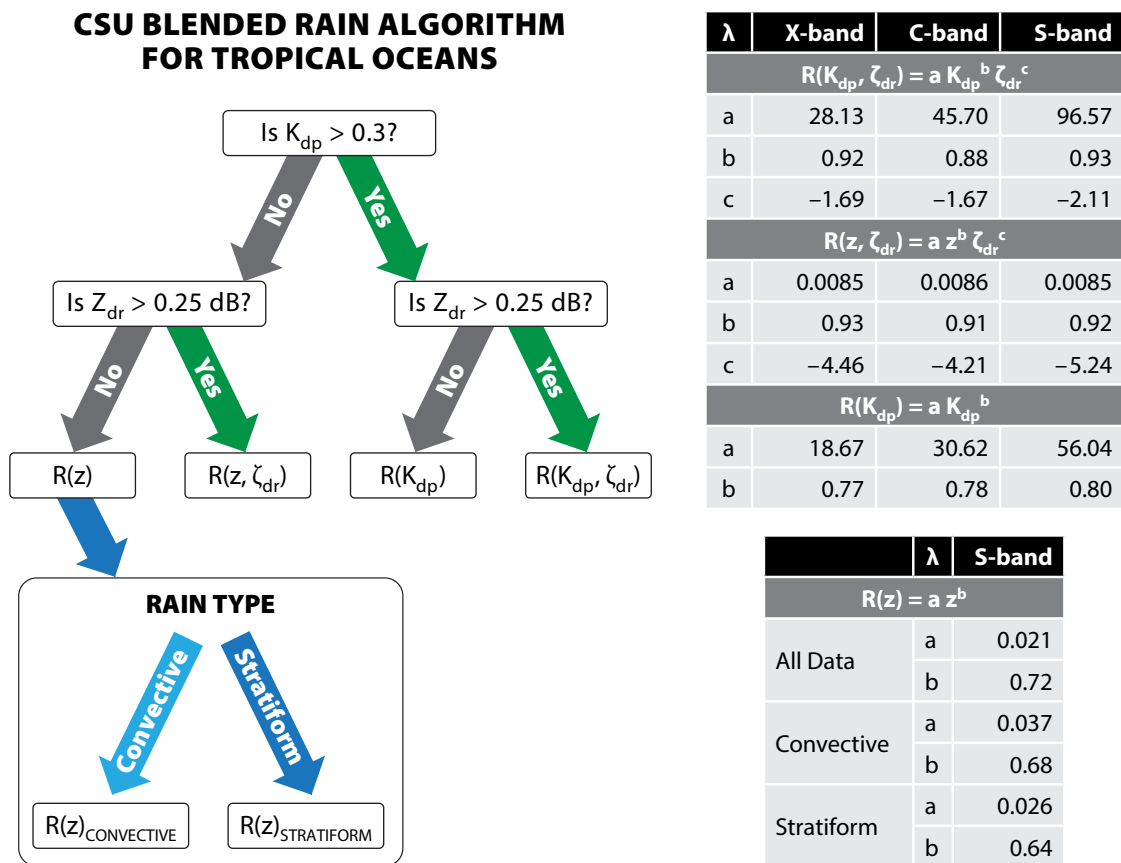 CSU BLENDED RAIN ALGORITHM
FOR TROPICAL OCEANS
Is Kdp > 0.3?
No
Yes
Is Zdr > 0.25 dB?
Is Zdr > 0.25 dB?
No
Yes
No
Yes
R(z)
R(z, ζdr)
R(Kdp)
R(Kdp, ζdr)
RAIN TYPE
Convective
Stratiform
R(z)CONVECTIVE
R(z)STRATIFORM
λ X-band C-band S-band
R(Kdp, ζdr) = a Kdp^b ζdr^c
a 28.13 45.70 96.57
b 0.92 0.88 0.93
c –1.69 –1.67 –2.11
R(z, ζdr) = a z^b ζdr^c
a 0.0085 0.0086 0.0085
b 0.93 0.91 0.92
c –4.46 –4.21 –5.24
R(Kdp) = a Kdp^b
a 18.67 30.62 56.04
b 0.77 0.78 0.80
λ S-band
R(z) = a z^b
All Data
a 0.021
b 0.72
Convective
a 0.037
b 0.68
Stratiform
a 0.026
b 0.64